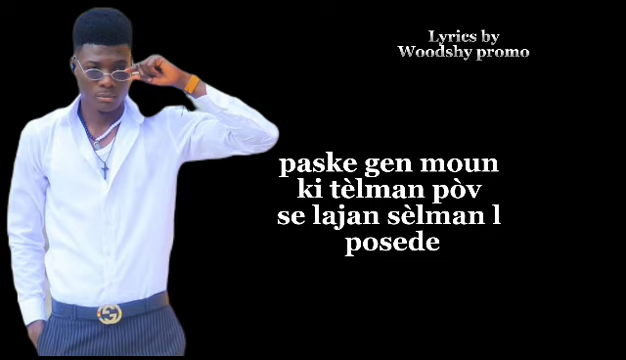 Lyrics by
Woodshy promo
paske gen moun
ki tèlman pòv
se lajan sèlman l
posede